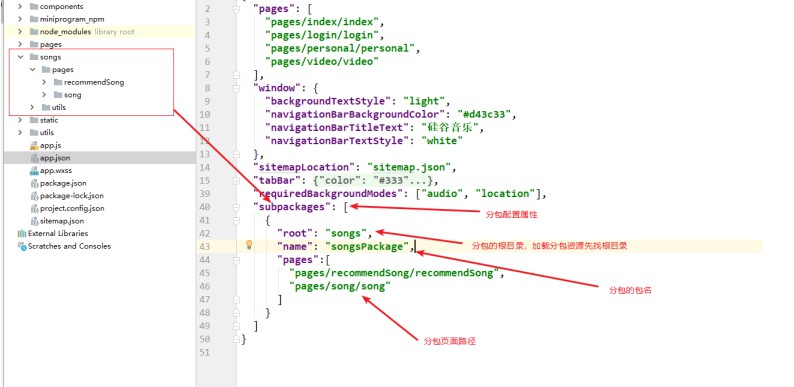 components
miniprogram_npm
node_modules library root
pages
songs
pages
recommendSong
song
utils
static
utils
app.js
app.json
app.wxss
package.json
package-lock.json
project.config.json
sitemap.json
External Libraries
Scratches and Consoles
2 "pages": [
3 "pages/index/index",
4 "pages/login/login",
5 "pages/personal/personal",
6 "pages/video/video"
7 ],
8 "window": {
9 "backgroundTextStyle": "light",
10 "navigationBarBackgroundColor": "#d43c33",
11 "navigationBarTitleText": "硅谷音乐",
12 "navigationBarTextStyle": "white"
13 },
14 "sitemapLocation": "sitemap.json",
15 "tabBar": {"color": "#333"...},
39 "requiredBackgroundModes": ["audio", "location"],
40 "subpackages": [
分包配置属性
41 {
42 "root": "songs",
分包的根目录，加载分包资源先找根目录
43 "name": "songsPackage",
44 "pages":[
45 "pages/recommendSong/recommendSong",
分包的包名
46 "pages/song/song"
47 ]
48 }
49 ]
分包页面路径
50 }
51